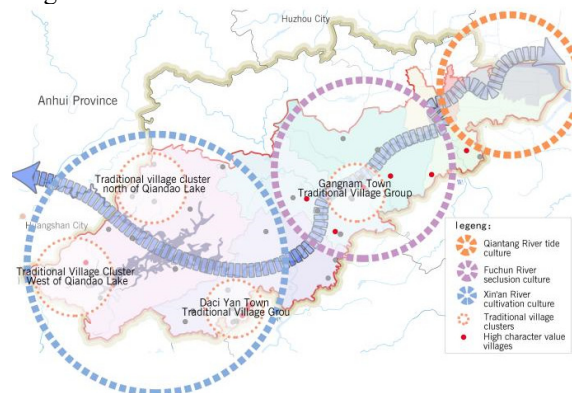 Huzhou City
Anhui Province
Traditional village cluster
north of Qiandao Lake
Gangnam Town
Traditional Village Group
Huangshan City
Traditional Village Cluster
West of Qiandao Lake
Daci Yan Town
Traditional Village Grou
legeng:
Qiantang River tide
culture
Fuchun River
seclusion culture
Xin'an River
cultivation culture
Traditional village
clusters
High character value
villages